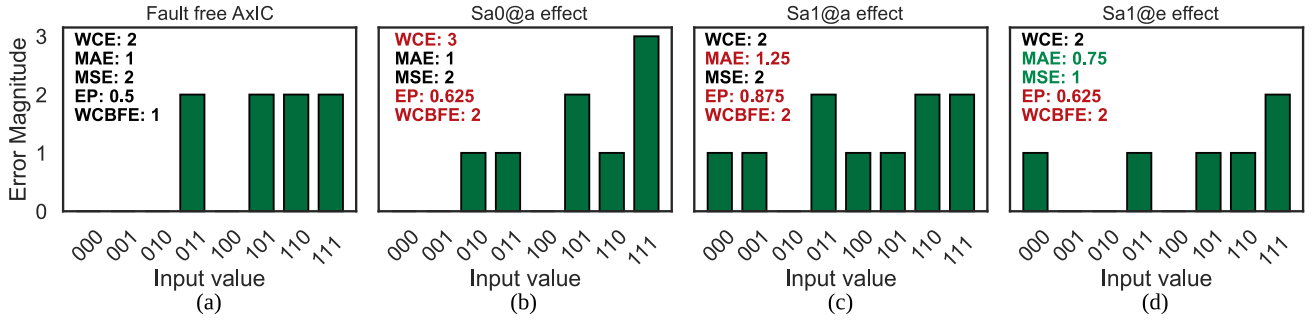 Fault free AxIC
Sa0@a effect
Sa1@a effect
Sa1@e effect
Error Magnitude
3
2
1
0
WCE: 2
MAE: 1
MSE: 2
EP: 0.5
WCBFE: 1
WCE: 3
MAE: 1
MSE: 2
EP: 0.625
WCBFE: 2
WCE: 2
MAE: 1.25
MSE: 2
EP: 0.875
WCBFE: 2
WCE: 2
MAE: 0.75
MSE: 1
EP: 0.625
WCBFE: 2
000 001 010 011 100 101 110 111
000 001 010 011 100 101 110 111
000 001 010 011 100 101 110 111
000 001 010 011 100 101 110 111
Input value
Input value
Input value
Input value
(a)
(b)
(c)
(d)